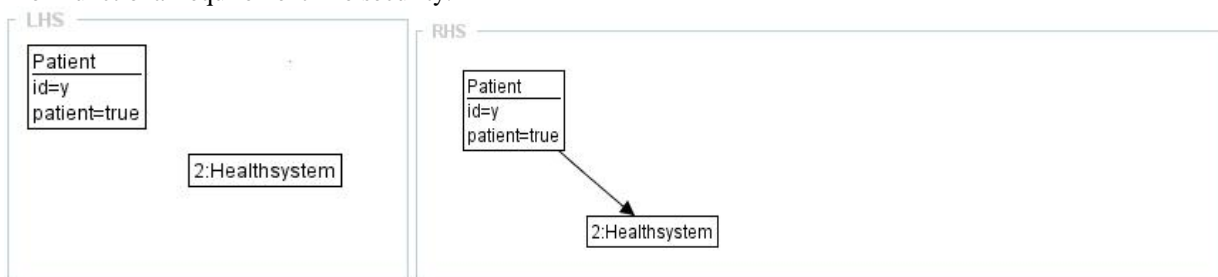 LHS
Patient
id=y
patient=true
2:Healthsystem
RHS
Patient
id=y
patient=true
2:Healthsystem